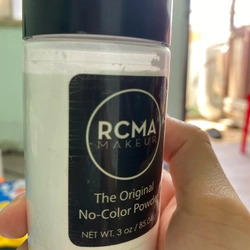 RCMA
MAKEUP
The Original
No-Color Powder
NET WT. 3 oz / 85